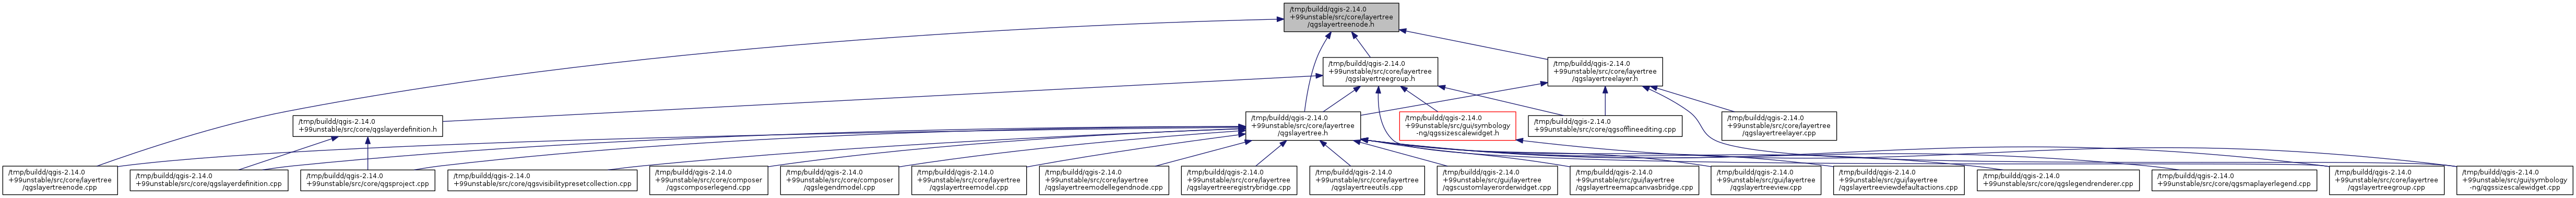 /tmp/buildd/qgis-2.14.0
+99unstable/src/core/layertree
/qgslayertreenode.h
/tmp/buildd/qgis-2.14.0
+99unstable/src/core/layertree
/qgslayertreegroup.h
/tmp/buildd/qgis-2.14.0
+99unstable/src/core/layertree
/qgslayertreelayer.h
/tmp/buildd/qgis-2.14.0
+99unstable/src/core/qgslayerdefinition.h
/tmp/buildd/qgis-2.14.0
+99unstable/src/core/layertree
/qgslayertree.h
/tmp/buildd/qgis-2.14.0
+99unstable/src/gui/symbology
-ng/qgssizescalewidget.h
/tmp/buildd/qgis-2.14.0
+99unstable/src/core/qgsofflineediting.cpp
/tmp/buildd/qgis-2.14.0
+99unstable/src/core/layertree
/qgslayertreelayer.cpp
/tmp/buildd/qgis-2.14.0
+99unstable/src/core/layertree
/qgslayertreenode.cpp
/tmp/buildd/qgis-2.14.0
+99unstable/src/core/qgslayerdefinition.cpp
/tmp/buildd/qgis-2.14.0
+99unstable/src/core/qgsproject.cpp
/tmp/buildd/qgis-2.14.0
+99unstable/src/core/qgsvisibilitypresetcollection.cpp
/tmp/buildd/qgis-2.14.0
+99unstable/src/core/composer
/qgscomposerlegend.cpp
/tmp/buildd/qgis-2.14.0
+99unstable/src/core/composer
/qgslegendmodel.cpp
/tmp/buildd/qgis-2.14.0
+99unstable/src/core/layertree
/qgslayertreemodel.cpp
/tmp/buildd/qgis-2.14.0
+99unstable/src/core/layertree
/qgslayertreemodellegendnode.cpp
/tmp/buildd/qgis-2.14.0
+99unstable/src/core/layertree
/qgslayertreeregistrybridge.cpp
/tmp/buildd/qgis-2.14.0
+99unstable/src/core/layertree
/qgslayertreeutils.cpp
/tmp/buildd/qgis-2.14.0
+99unstable/src/gui/layertree
/qgscustomlayerorderwidget.cpp
/tmp/buildd/qgis-2.14.0
+99unstable/src/gui/layertree
/qgslayertreemapcanvasbridge.cpp
/tmp/buildd/qgis-2.14.0
+99unstable/src/gui/layertree
/qgslayertreeview.cpp
/tmp/buildd/qgis-2.14.0
+99unstable/src/gui/layertree
/qgslayertreeviewdefaultactions.cpp
/tmp/buildd/qgis-2.14.0
+99unstable/src/core/qgslegendrenderer.cpp
/tmp/buildd/qgis-2.14.0
+99unstable/src/core/qgsmaplayerlegend.cpp
/tmp/buildd/qgis-2.14.0
+99unstable/src/core/layertree
/qgslayertreegroup.cpp
/tmp/buildd/qgis-2.14.0
+99unstable/src/gui/symbology
-ng/qgssizescalewidget.cpp